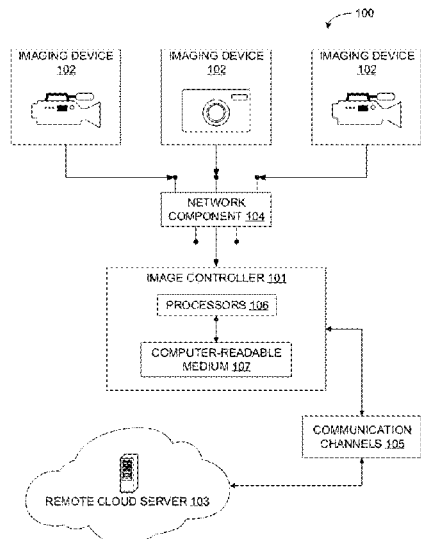 100
IMAGING DEVICE
102
IMAGING DEVICE
102
IMAGING DEVICE
102
NETWORK
COMPONENT 104
IMAGE CONTROLLER 101
PROCESSORS 106
COMPUTER-READABLE
MEDIUM 107
COMMUNICATION
CHANNELS 105
REMOTE CLOUD SERVER 103